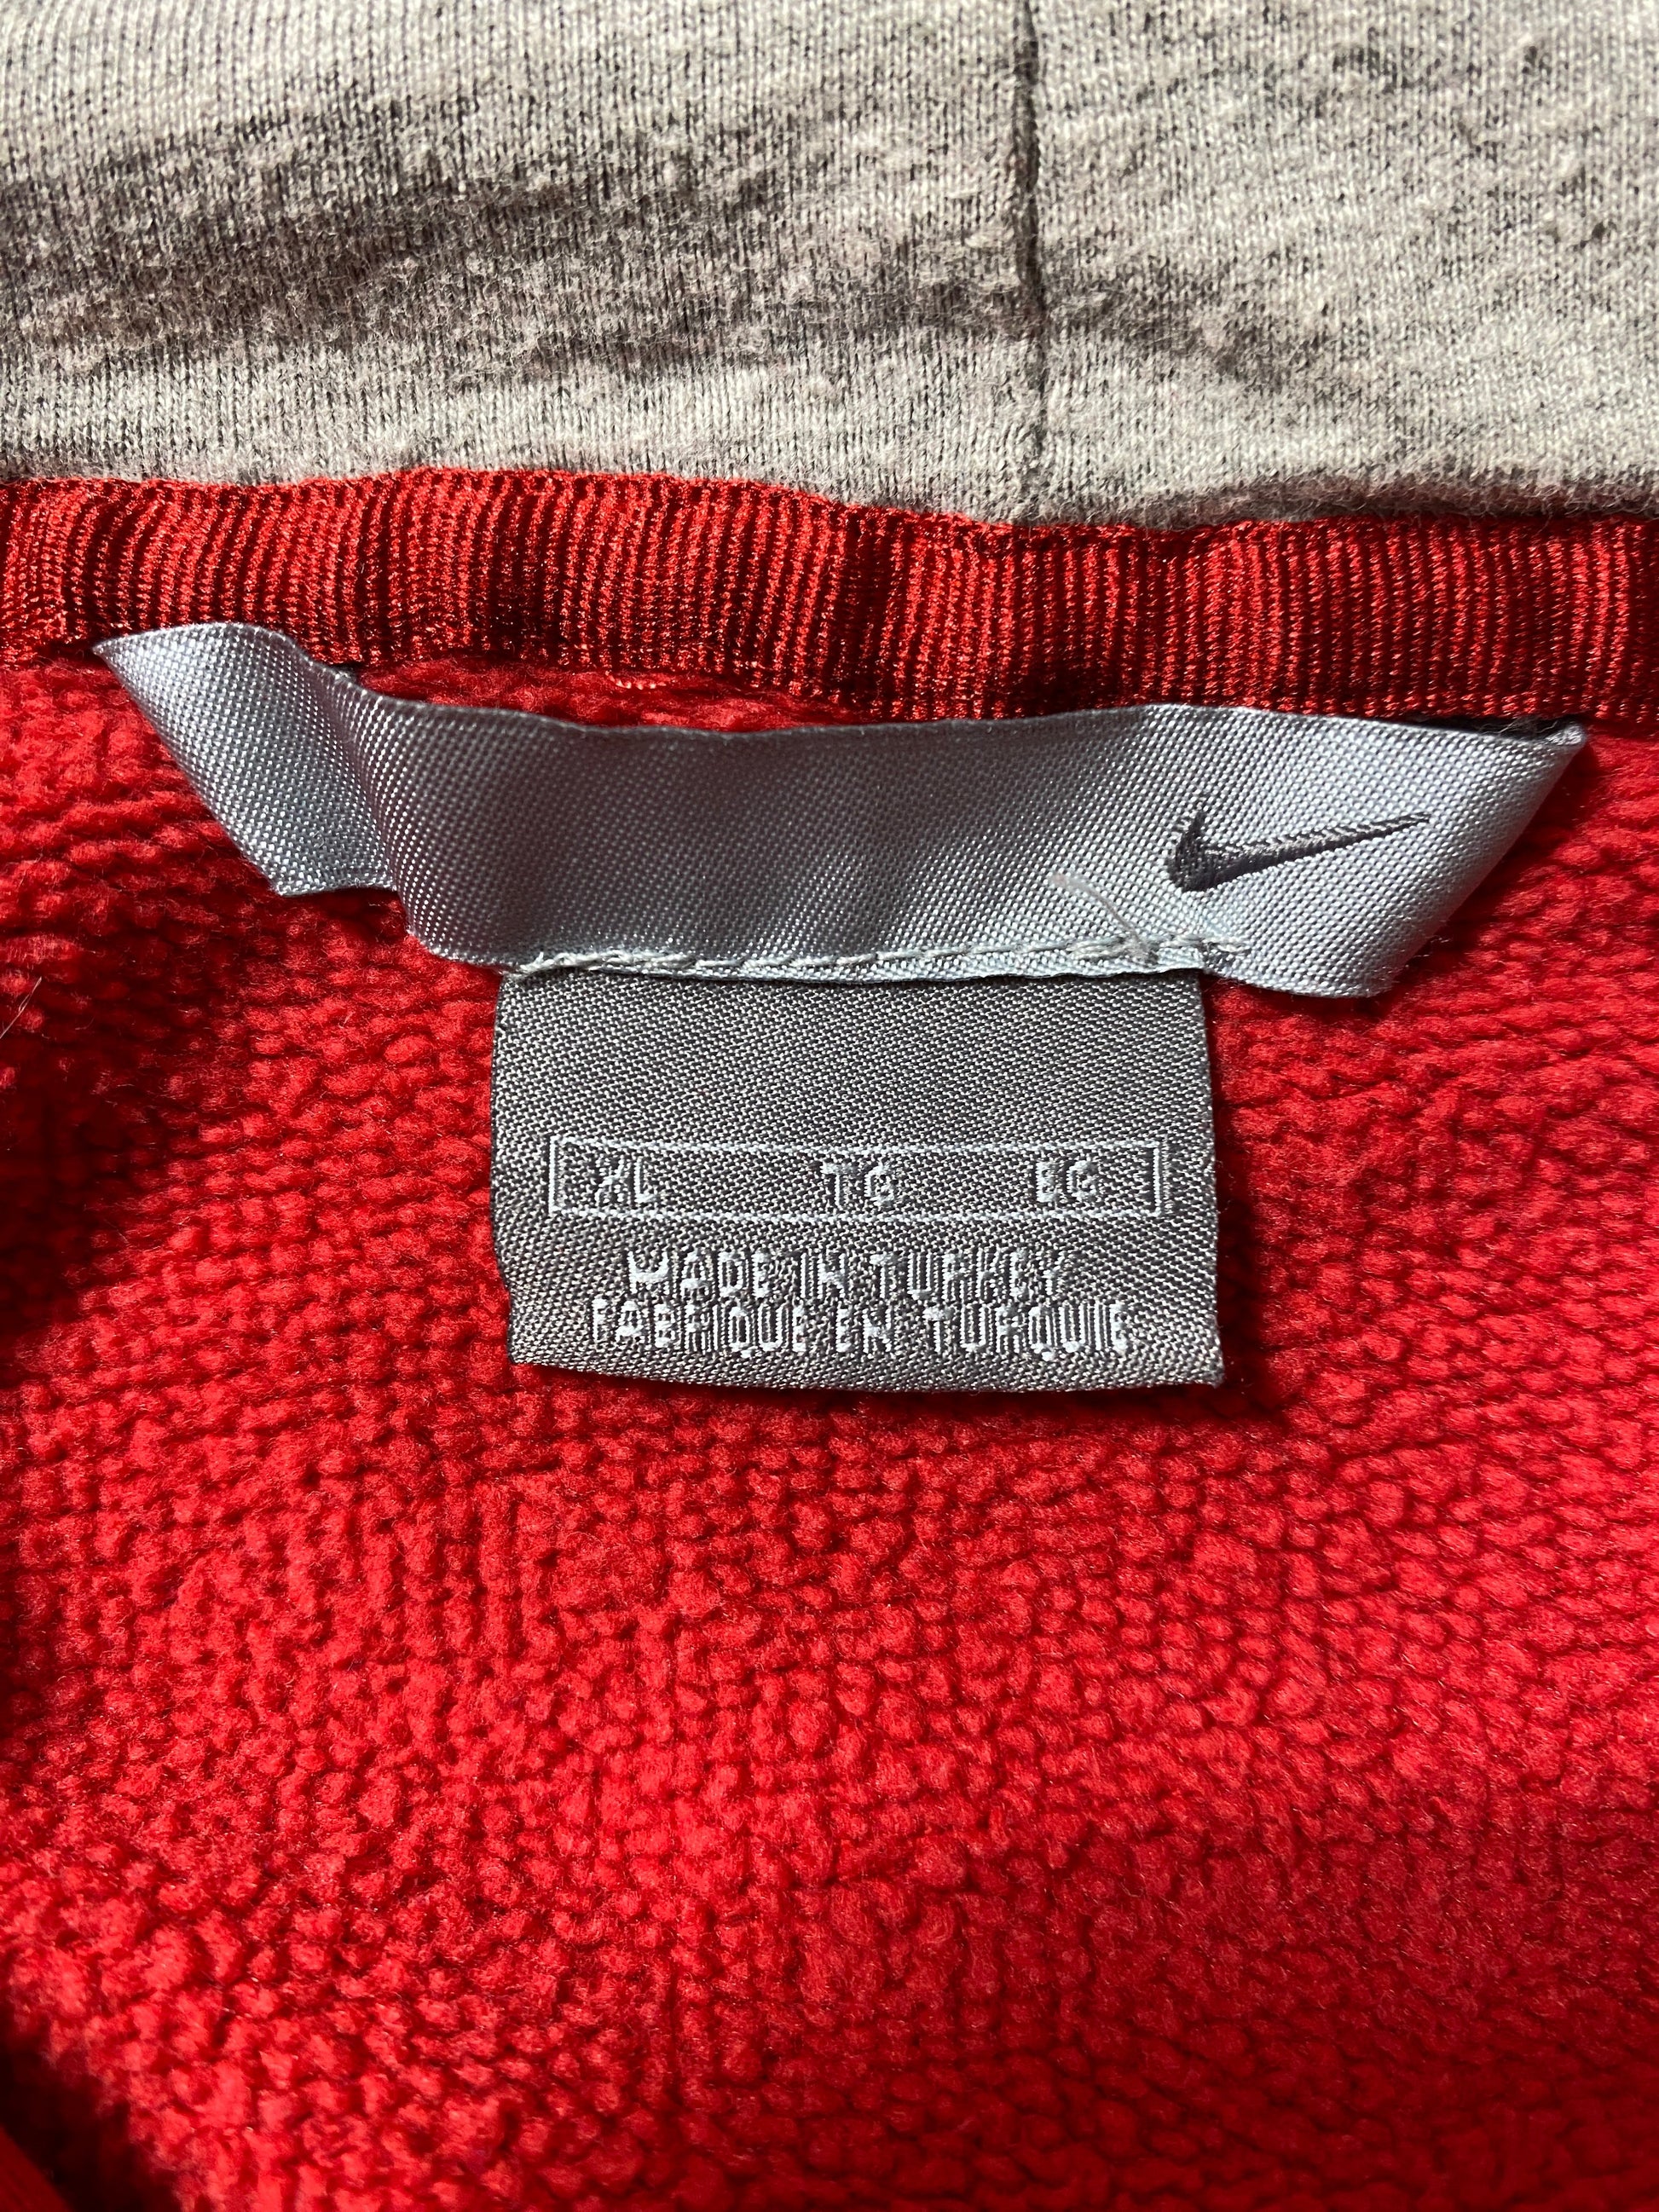 XL TG EG
MADE IN TURKEY
FABRIQUE EN TURQUIE